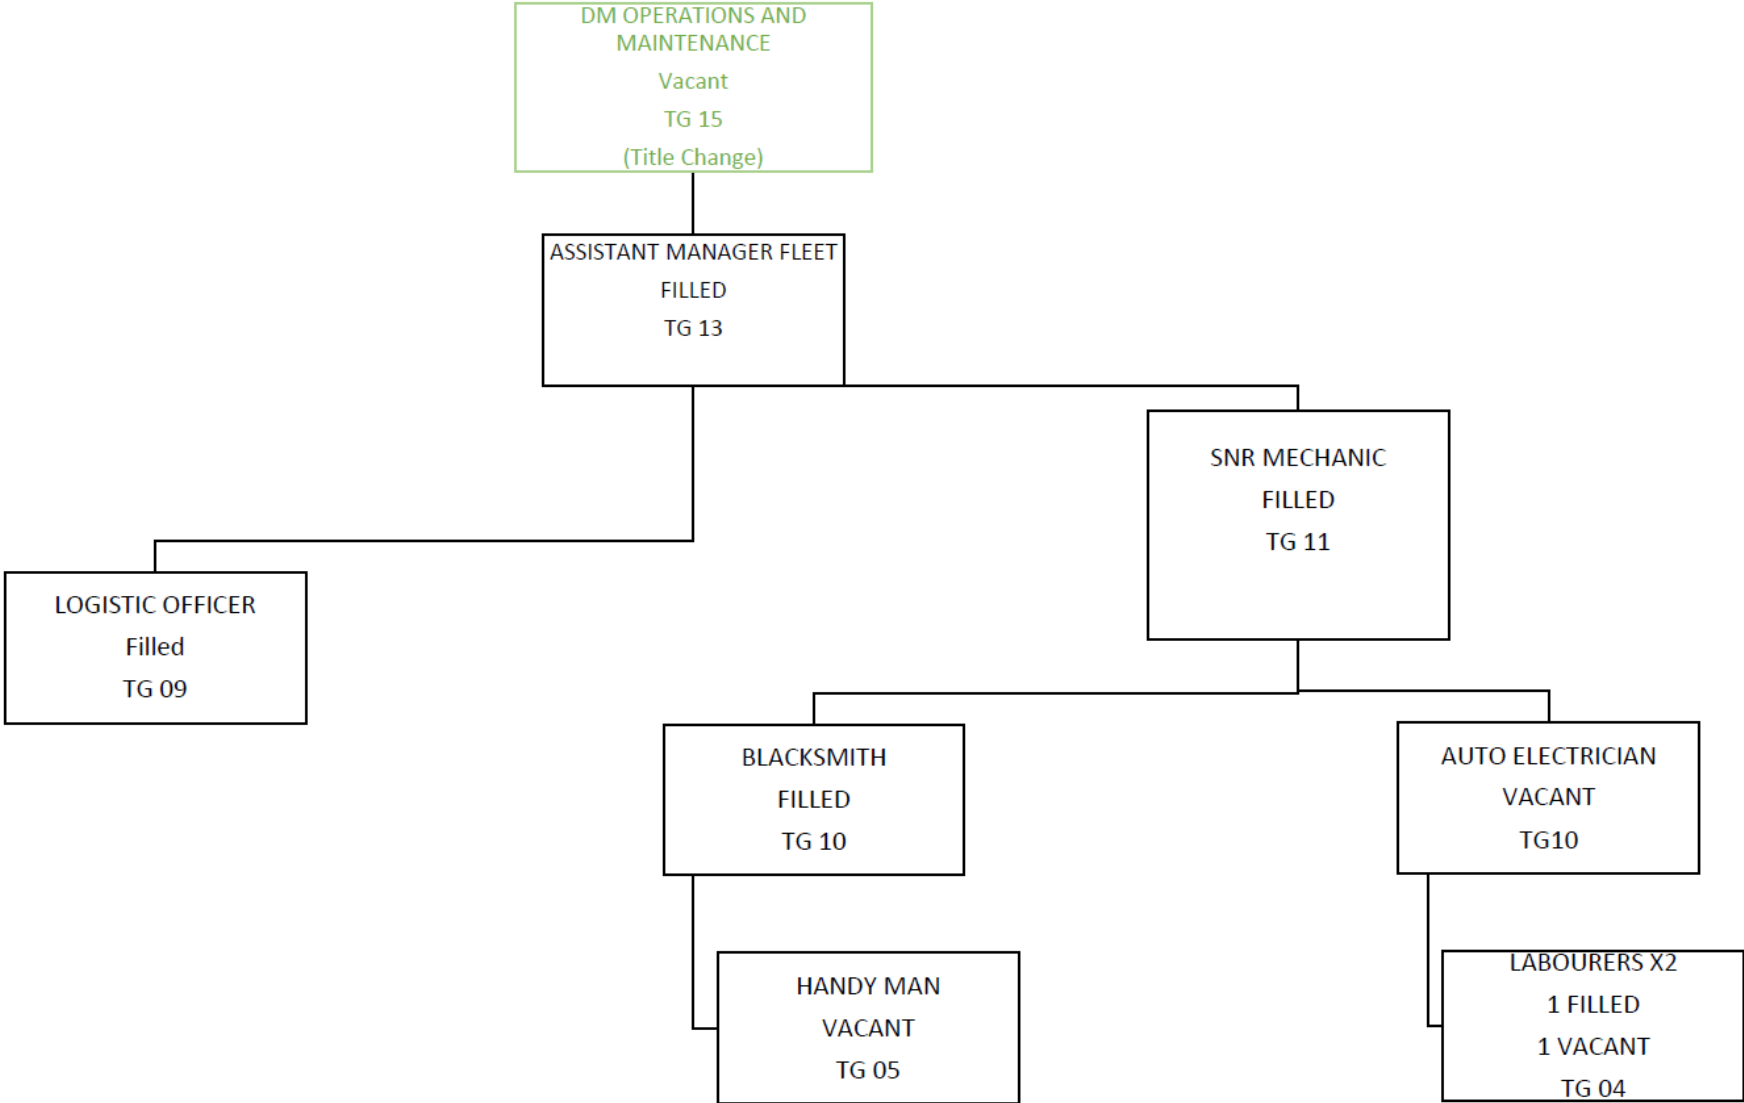 DM OPERATIONS AND
MAINTENANCE
Vacant
TG 15
(Title Change)
ASSISTANT MANAGER FLEET
FILLED
TG 13
SNR MECHANIC
FILLED
TG 11
LOGISTIC OFFICER
Filled
TG 09
BLACKSMITH
FILLED
TG 10
AUTO ELECTRICIAN
VACANT
TG10
HANDY MAN
VACANT
TG 05
LABOURERS X2
1 FILLED
1 VACANT
TG 04